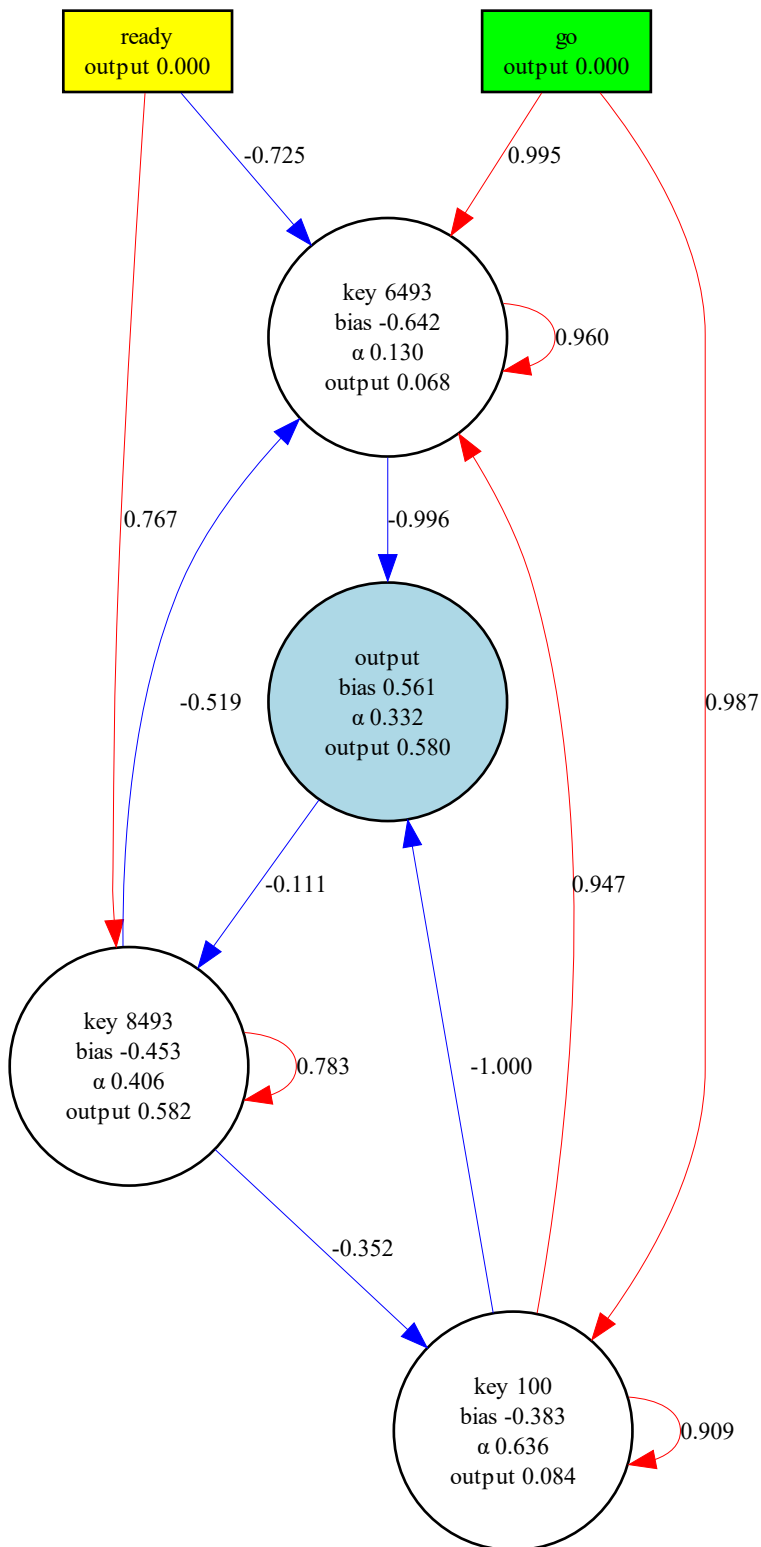 ready
output 0.000
go
output 0.000
-0.725
0.995
key 6493
bias -0.642
α 0.130
output 0.068
0.960
0.767
-0.996
-0.519
output
bias 0.561
α 0.332
output 0.580
0.987
-0.111
0.947
key 8493
bias -0.453
α 0.406
output 0.582
0.783
-1.000
-0.352
key 100
bias -0.383
α 0.636
output 0.084
0.909